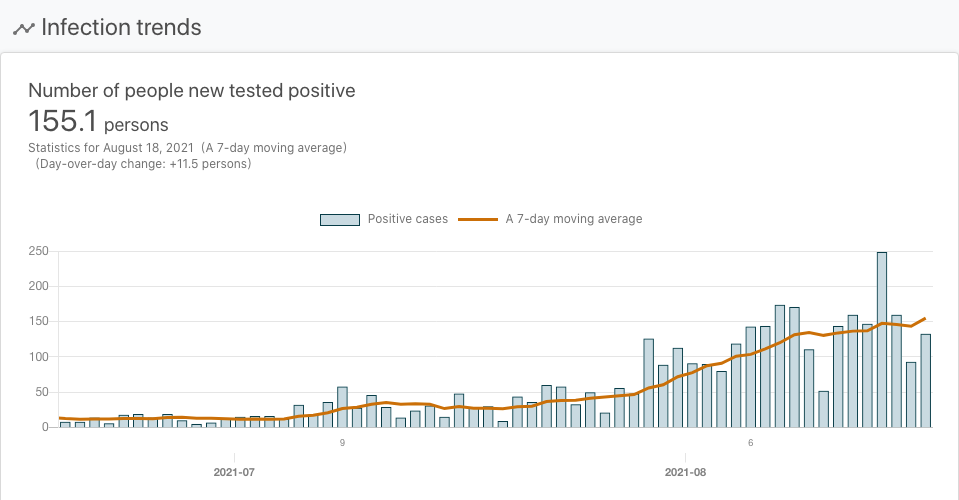 Infection trends
Number of people new tested positive
155.1 persons
Statistics for August 18, 2021 (A 7-day moving average)
(Day-over-day change: +11.5 persons)
Positive cases A 7-day moving average
250
200
150
100
50
0
9 6
2021-07 2021-08